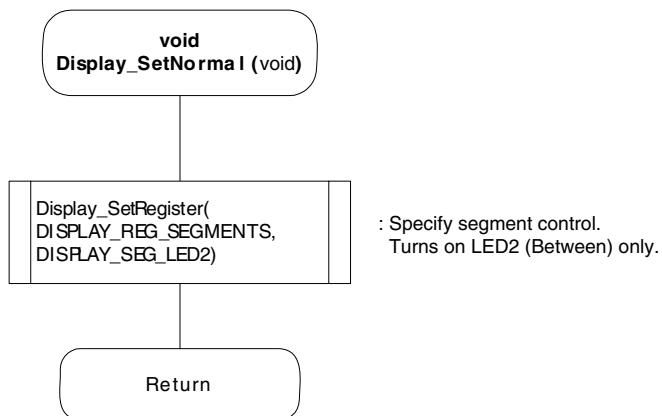 void
Display_SetNormal (void)
Display_SetRegister(
DISPLAY_REG_SEGMENTS,
DISPLAY_SEG_LED2)
: Specify segment control.
Turns on LED2 (Between) only.
Return